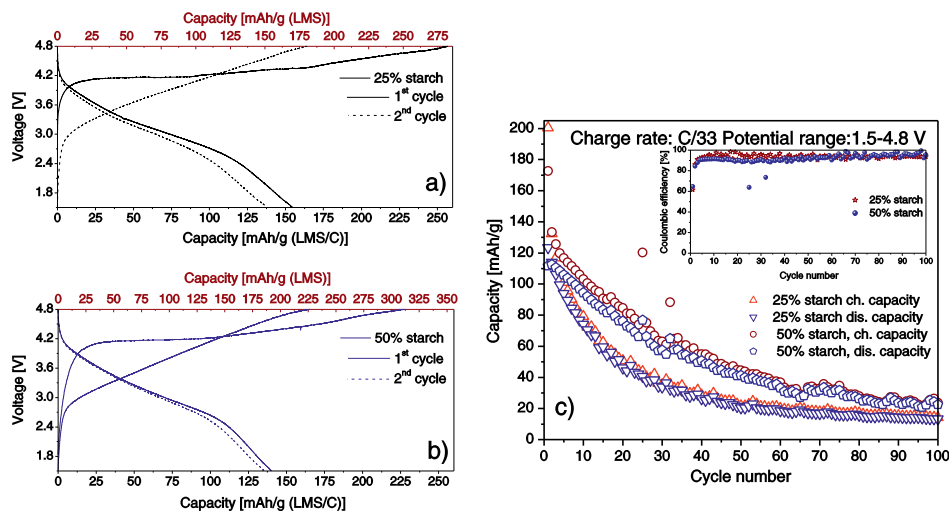 Capacity [mAh/g (LMS)]
0 25 50 75 100 125 150 175 200 225 250 275
4.8
4.2
3.6
3.0
2.4
1.8
Voltage [V]
25% starch
1st cycle
2nd cycle
a)
0 25 50 75 100 125 150 175 200 225 250
Capacity [mAh/g (LMS/C)]
Capacity [mAh/g (LMS)]
0 25 50 75 100 125 150 175 200 225 250 275 300 325 350
4.8
4.2
3.6
3.0
2.4
1.8
Voltage [V]
50% starch
1st cycle
2nd cycle
b)
0 25 50 75 100 125 150 175 200 225 250
Capacity [mAh/g (LMS/C)]
200
180
160
140
120
100
80
60
40
20
0
Capacity [mAh/g]
Charge rate: C/33 Potential range:1.5-4.8 V
Coulombic efficiency [%]
100
80
60
40
20
0
25% starch
50% starch
0 10 20 30 40 50 60 70 80 90 100
Cycle number
25% starch ch. capacity
25% starch dis. capacity
50% starch, ch. capacity
50% starch, dis. capacity
c)
0 10 20 30 40 50 60 70 80 90 100
Cycle number